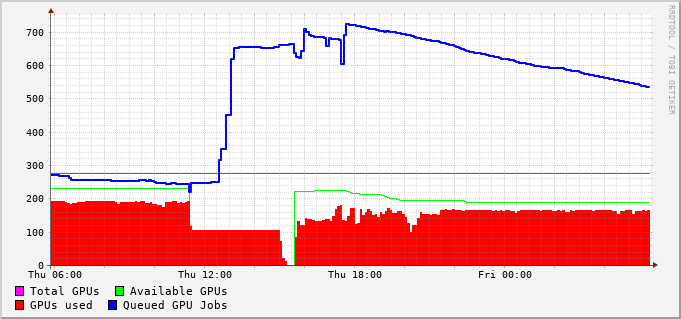 700
600
500
400
300
200
100
0
Thu 06:00 Thu 12:00 Thu 18:00 Fri 00:00
Total GPUs Available GPUs
GPUs used Queued GPU Jobs
RRDTOOL / TOBI OETIKER